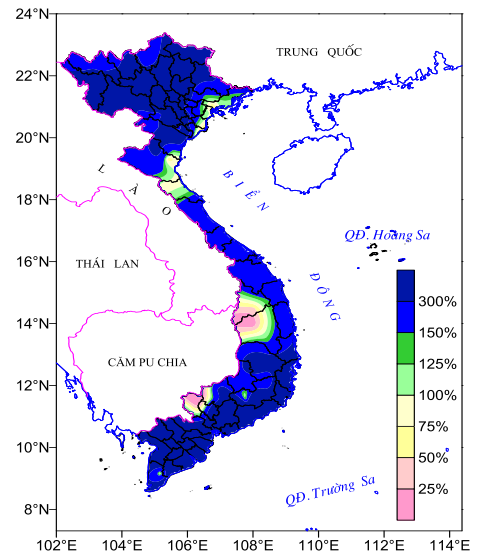 24°N
22°N
20°N
18°N
16°N
14°N
12°N
10°N
8°N
TRUNG QUỐC
BIỂN
LÀO
QĐ. Hoàng Sa
THÁI LAN
ĐÔNG
CĂM PU CHIA
300%
150%
125%
100%
75%
50%
25%
QĐ. Trường Sa
102°E
104°E
106°E
108°E
110°E
112°E
114°E